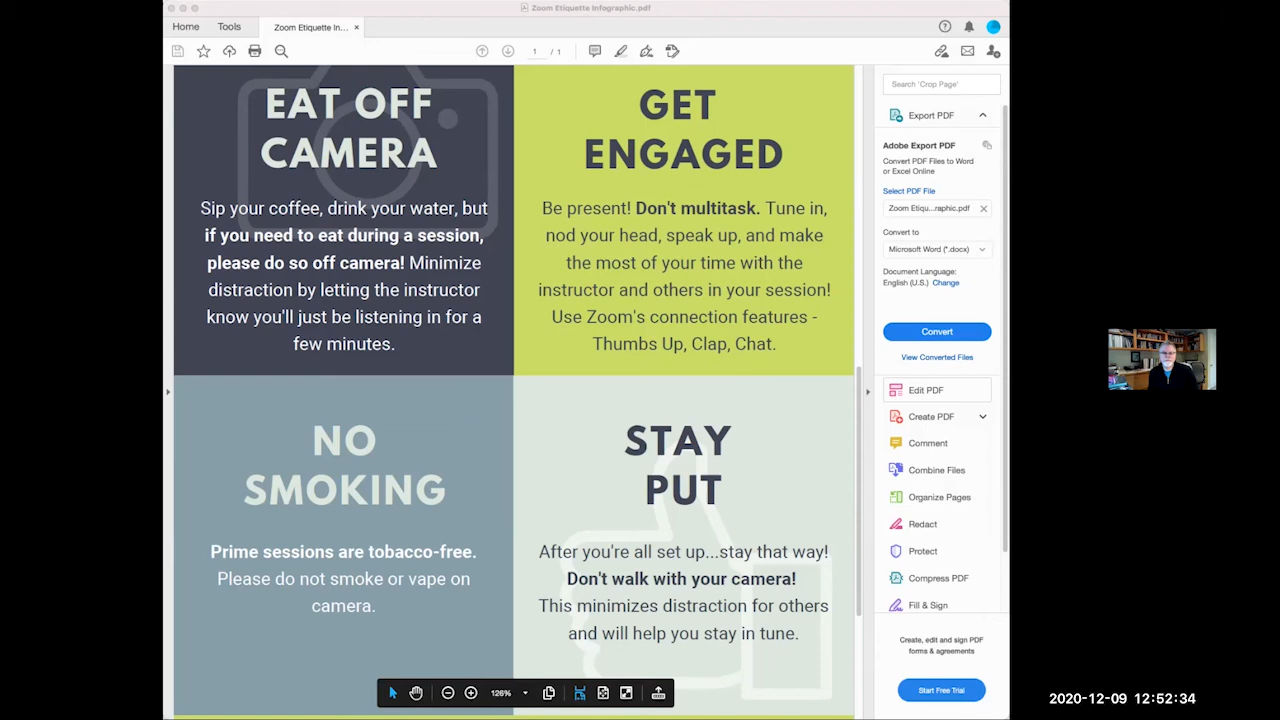 Zoom Etiquette Infographic.pdf
Home
Tools
Zoom Etiquette In...
×
1 / 1
EAT OFF
CAMERA
Sip your coffee, drink your water, but
if you need to eat during a session,
please do so off camera! Minimize
distraction by letting the instructor
know you'll just be listening in for a
few minutes.
GET
ENGAGED
Be present! Don't multitask. Tune in,
nod your head, speak up, and make
the most of your time with the
instructor and others in your session!
Use Zoom's connection features -
Thumbs Up, Clap, Chat.
NO
SMOKING
Prime sessions are tobacco-free.
Please do not smoke or vape on
camera.
STAY
PUT
After you're all set up...stay that way!
Don't walk with your camera!
This minimizes distraction for others
and will help you stay in tune.
126%
Search 'Crop Page'
Export PDF
Adobe Export PDF
Convert PDF Files to Word
or Excel Online
Select PDF File
Zoom Etiqu...raphic.pdf
Convert to
Microsoft Word (*.docx)
Document Language:
English (U.S.) Change
Convert
View Converted Files
Edit PDF
Create PDF
Comment
Combine Files
Organize Pages
Redact
Protect
Compress PDF
Fill & Sign
Create, edit and sign PDF
forms & agreements
Start Free Trial
2020-12-09 12:52:34